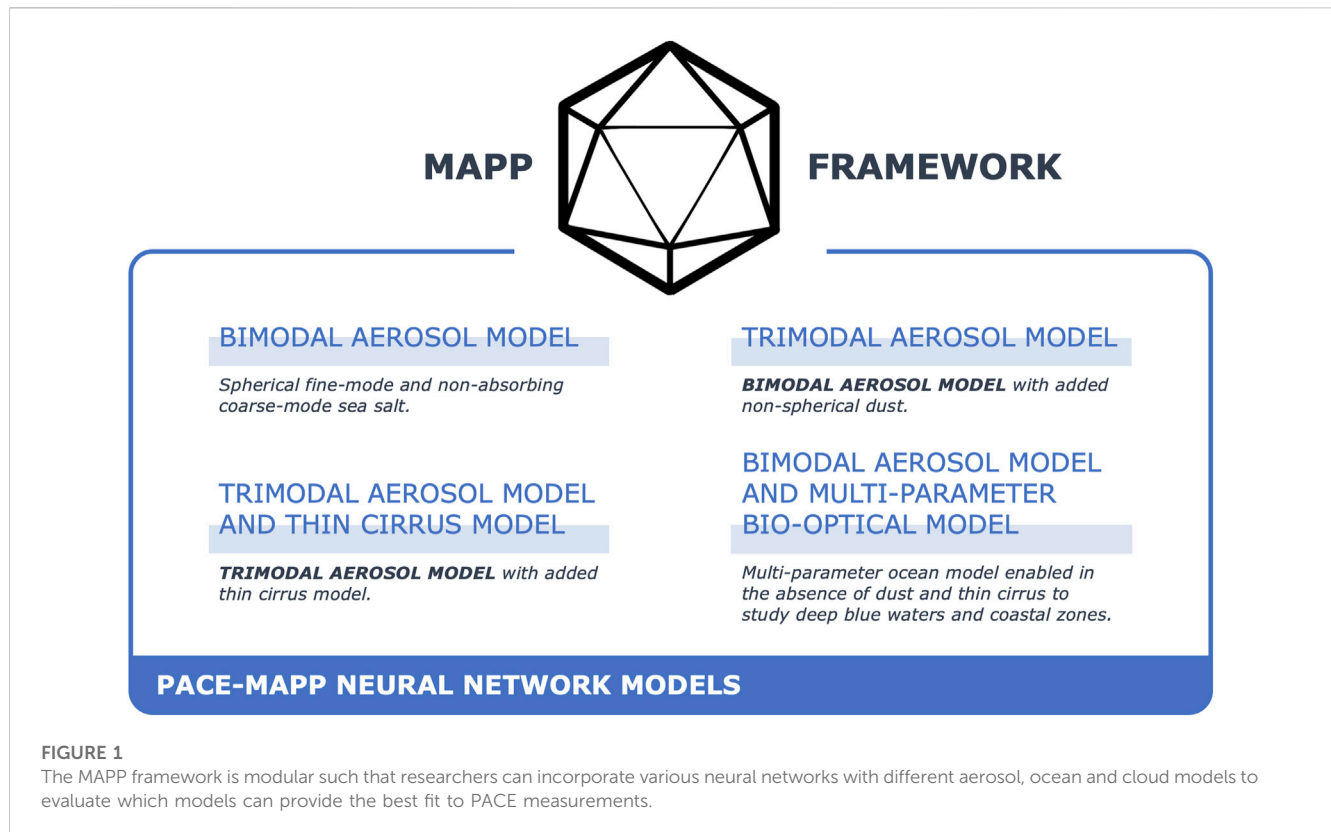 MAPP FRAMEWORK
BIMODAL AEROSOL MODEL
Spherical fine-mode and non-absorbing
coarse-mode sea salt.
TRIMODAL AEROSOL MODEL
BIMODAL AEROSOL MODEL with added
non-spherical dust.
TRIMODAL AEROSOL MODEL
AND THIN CIRRUS MODEL
TRIMODAL AEROSOL MODEL with added
thin cirrus model.
BIMODAL AEROSOL MODEL
AND MULTI-PARAMETER
BIO-OPTICAL MODEL
Multi-parameter ocean model enabled in
the absence of dust and thin cirrus to
study deep blue waters and coastal zones.
PACE-MAPP NEURAL NETWORK MODELS
FIGURE 1
The MAPP framework is modular such that researchers can incorporate various neural networks with different aerosol, ocean and cloud models to
evaluate which models can provide the best fit to PACE measurements.